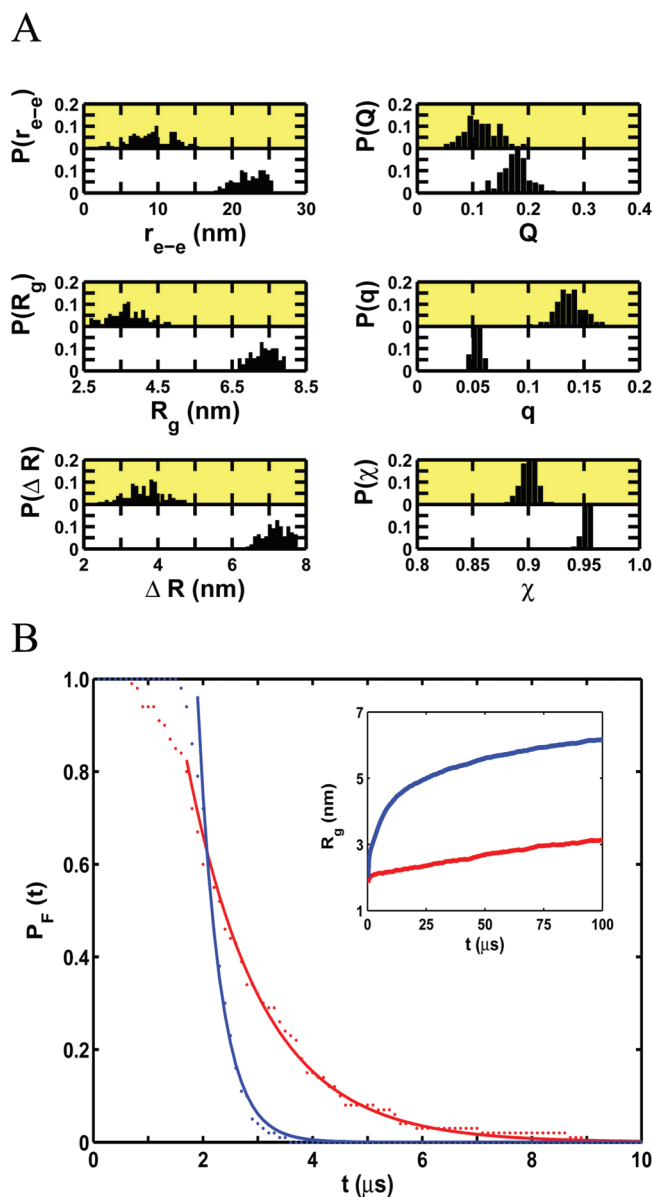 A
P(r_{e-e})
0.2
0.1
0
0.1
0
0 10 20 30
r_{e-e} (nm)
P(Q)
0.2
0.1
0
0.1
0
0 0.1 0.2 0.3 0.4
Q
P(R_g)
0.2
0.1
0
0.1
0
2.5 4.5 6.5 8.5
R_g (nm)
P(q)
0.2
0.1
0
0.1
0
0 0.05 0.1 0.15 0.2
q
P(Δ R)
0.2
0.1
0
0.1
0
2 4 6 8
Δ R (nm)
P(χ)
0.2
0.1
0
0.1
0
0.8 0.85 0.9 0.95 1.0
χ
B
P_F (t)
1.0
0.8
0.6
0.4
0.2
0
0 2 4 6 8 10
t (μs)
R_g (nm)
7
5
3
1
0 25 50 75 100
t (μs)